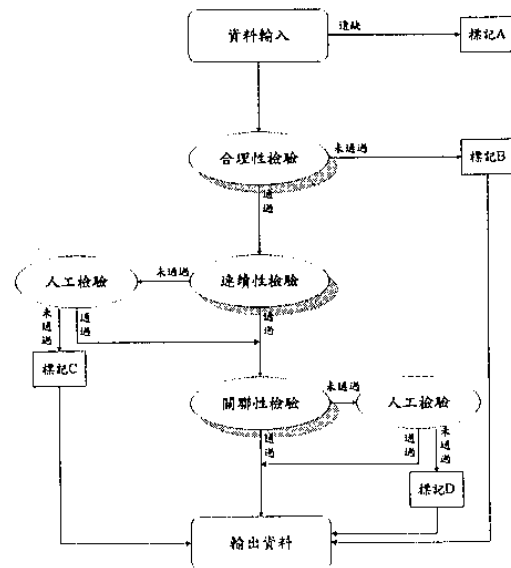 資料輸入
遺缺
標記A
合理性檢驗
未通過
標記B
通過
人工檢驗
未通過
連續性檢驗
未通過
通過
通過
標記C
關聯性檢驗
未通過
人工檢驗
通過
通過
未通過
標記D
輸出資料